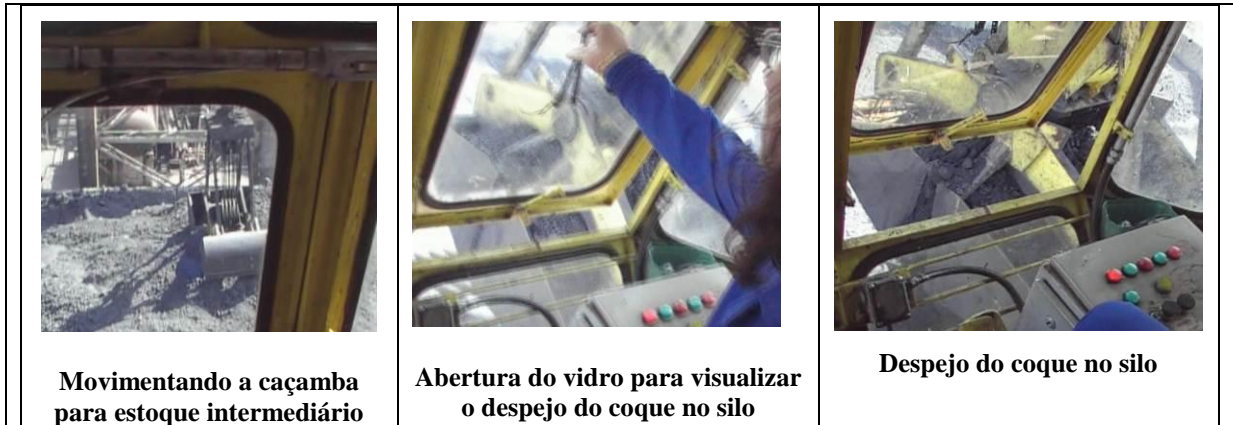 Movimentando a caçamba
para estoque intermediário
Abertura do vidro para visualizar
o despejo do coque no silo
Despejo do coque no silo